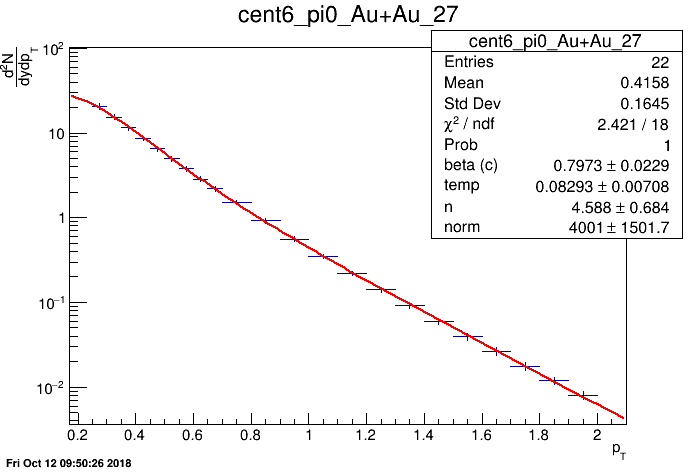 cent6_pi0_Au+Au_27
d²N
dydp_T
cent6_pi0_Au+Au_27
Entries 22
Mean 0.4158
Std Dev 0.1645
χ² / ndf 2.421 / 18
Prob 1
beta (c) 0.7973 ± 0.0229
temp 0.08293 ± 0.00708
n 4.588 ± 0.684
norm 4001 ± 1501.7
10²
10
1
10⁻¹
10⁻²
0.2 0.4 0.6 0.8 1 1.2 1.4 1.6 1.8 2
p_T
Fri Oct 12 09:50:26 2018